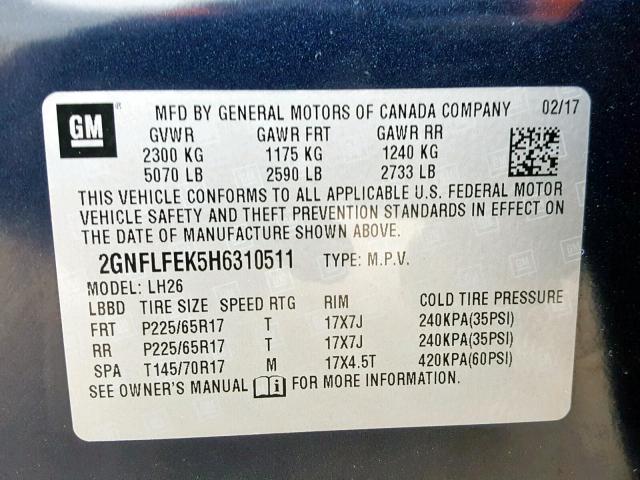 GM ®
MFD BY GENERAL MOTORS OF CANADA COMPANY 02/17
GVWR GAWR FRT GAWR RR
2300 KG 1175 KG 1240 KG
5070 LB 2590 LB 2733 LB
THIS VEHICLE CONFORMS TO ALL APPLICABLE U.S. FEDERAL MOTOR
VEHICLE SAFETY AND THEFT PREVENTION STANDARDS IN EFFECT ON
THE DATE OF MANUFACTURE SHOWN ABOVE.
2GNFLFEK5H6310511 TYPE: M.P.V.
MODEL: LH26
LBBD TIRE SIZE SPEED RTG RIM COLD TIRE PRESSURE
FRT P225/65R17 T 17X7J 240KPA(35PSI)
RR P225/65R17 T 17X7J 240KPA(35PSI)
SPA T145/70R17 M 17X4.5T 420KPA(60PSI)
SEE OWNER'S MANUAL i FOR MORE INFORMATION.